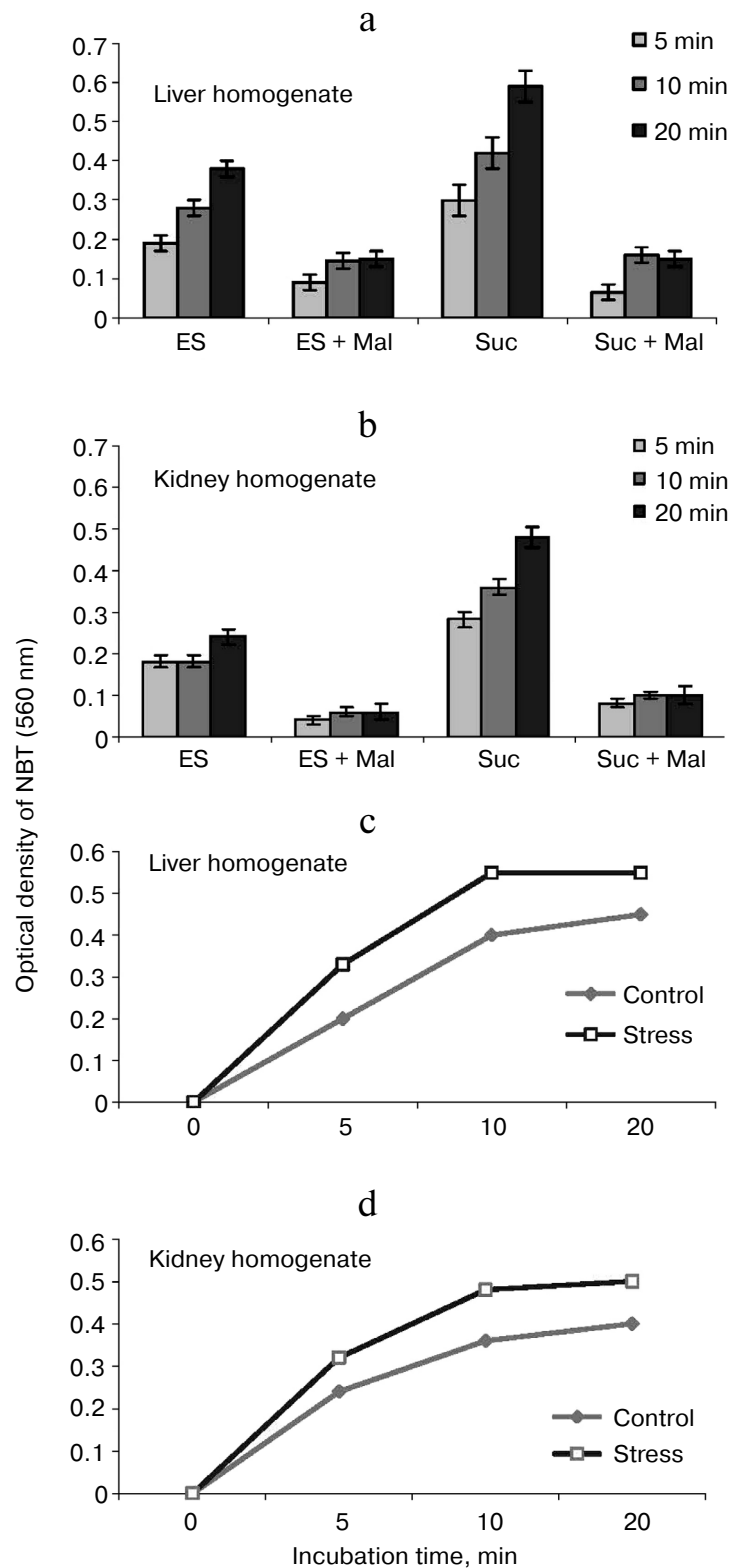 a
0.7
0.6
0.5
0.4
0.3
0.2
0.1
0
Liver homogenate
5 min
10 min
20 min
ES
ES + Mal
Suc
Suc + Mal
b
0.7
0.6
0.5
0.4
0.3
0.2
0.1
0
Kidney homogenate
5 min
10 min
20 min
ES
ES + Mal
Suc
Suc + Mal
Optical density of NBT (560 nm)
c
0.6
0.5
0.4
0.3
0.2
0.1
0
Liver homogenate
Control
Stress
0 5 10 20
d
0.6
0.5
0.4
0.3
0.2
0.1
0
Kidney homogenate
Control
Stress
0 5 10 20
Incubation time, min